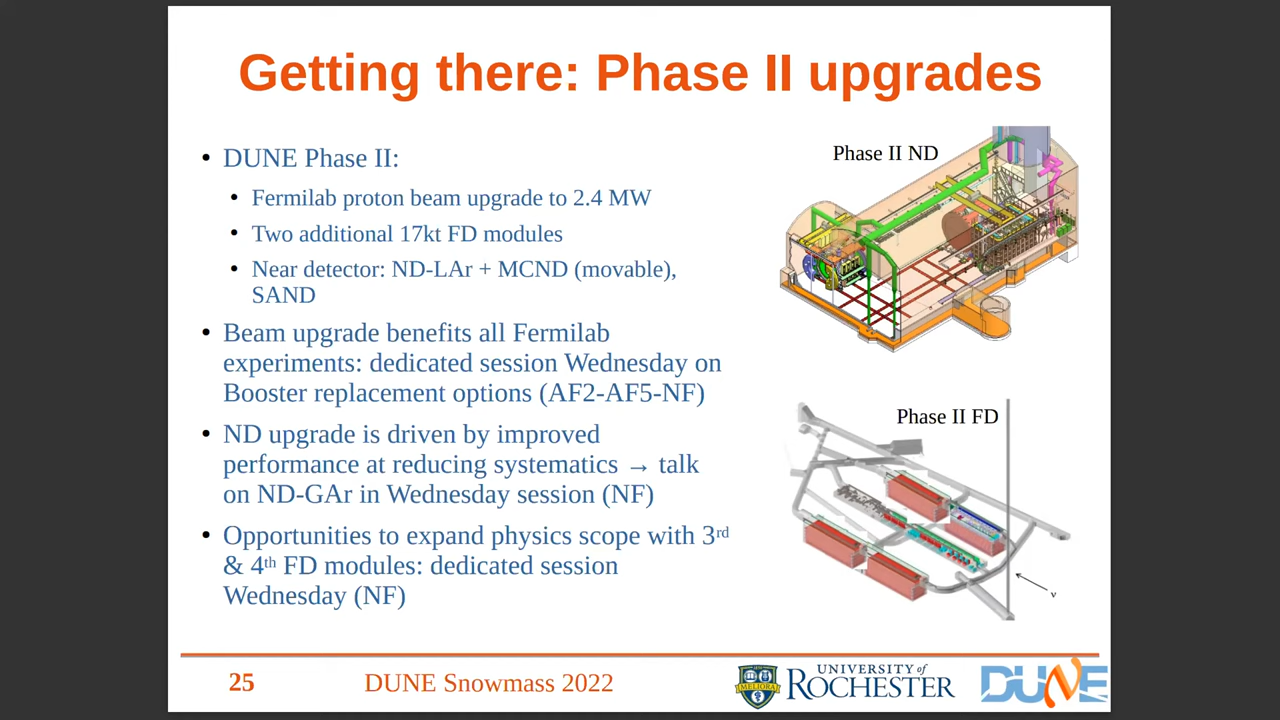 Getting there: Phase II upgrades
• DUNE Phase II:
• Fermilab proton beam upgrade to 2.4 MW
• Two additional 17kt FD modules
• Near detector: ND-LAr + MCND (movable),
SAND
• Beam upgrade benefits all Fermilab
experiments: dedicated session Wednesday on
Booster replacement options (AF2-AF5-NF)
• ND upgrade is driven by improved
performance at reducing systematics → talk
on ND-GAr in Wednesday session (NF)
• Opportunities to expand physics scope with 3rd
& 4th FD modules: dedicated session
Wednesday (NF)
Phase II ND
Phase II FD
ν
25
DUNE Snowmass 2022
MELIORA
UNIVERSITY of
ROCHESTER
DUNE